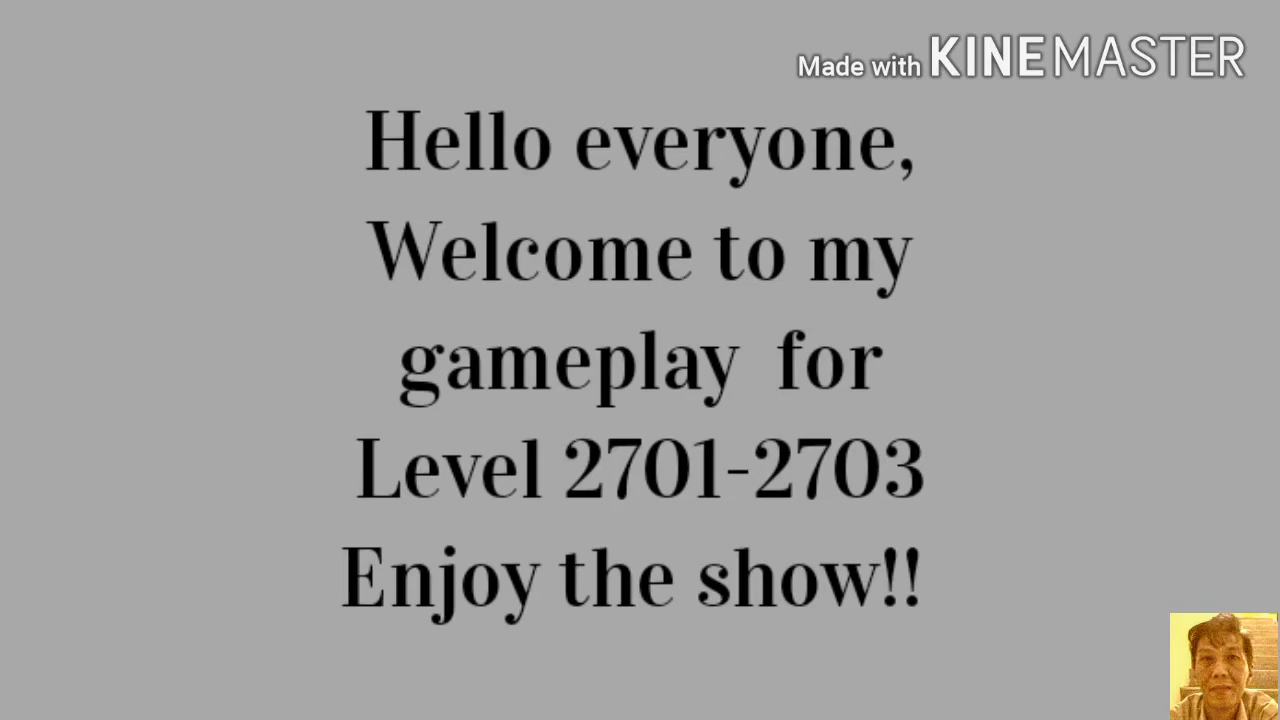 Made with KINEMASTER
Hello everyone,
Welcome to my
gameplay for
Level 2701-2703
Enjoy the show!!